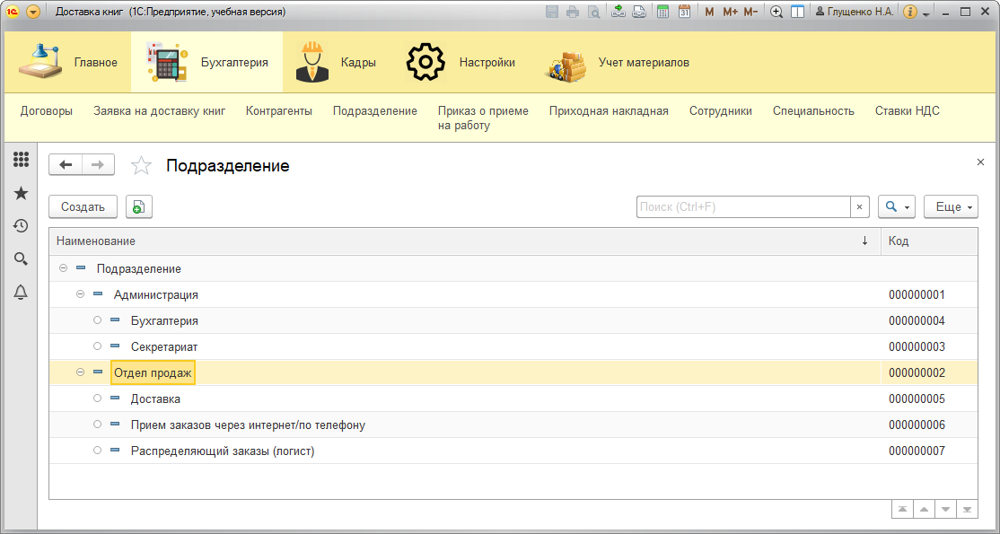 1С Доставка книг (1С:Предприятие, учебная версия) 31 M M+ M- Глущенко Н.А. i
Главное Бухгалтерия Кадры Настройки Учет материалов
Договоры Заявка на доставку книг Контрагенты Подразделение Приказ о приеме Приходная накладная Сотрудники Специальность Ставки НДС
на работу
Подразделение
Создать Поиск (Ctrl+F) Еще
Наименование Код
Подразделение
Администрация 000000001
Бухгалтерия 000000004
Секретариат 000000003
Отдел продаж 000000002
Доставка 000000005
Прием заказов через интернет/по телефону 000000006
Распределяющий заказы (логист) 000000007